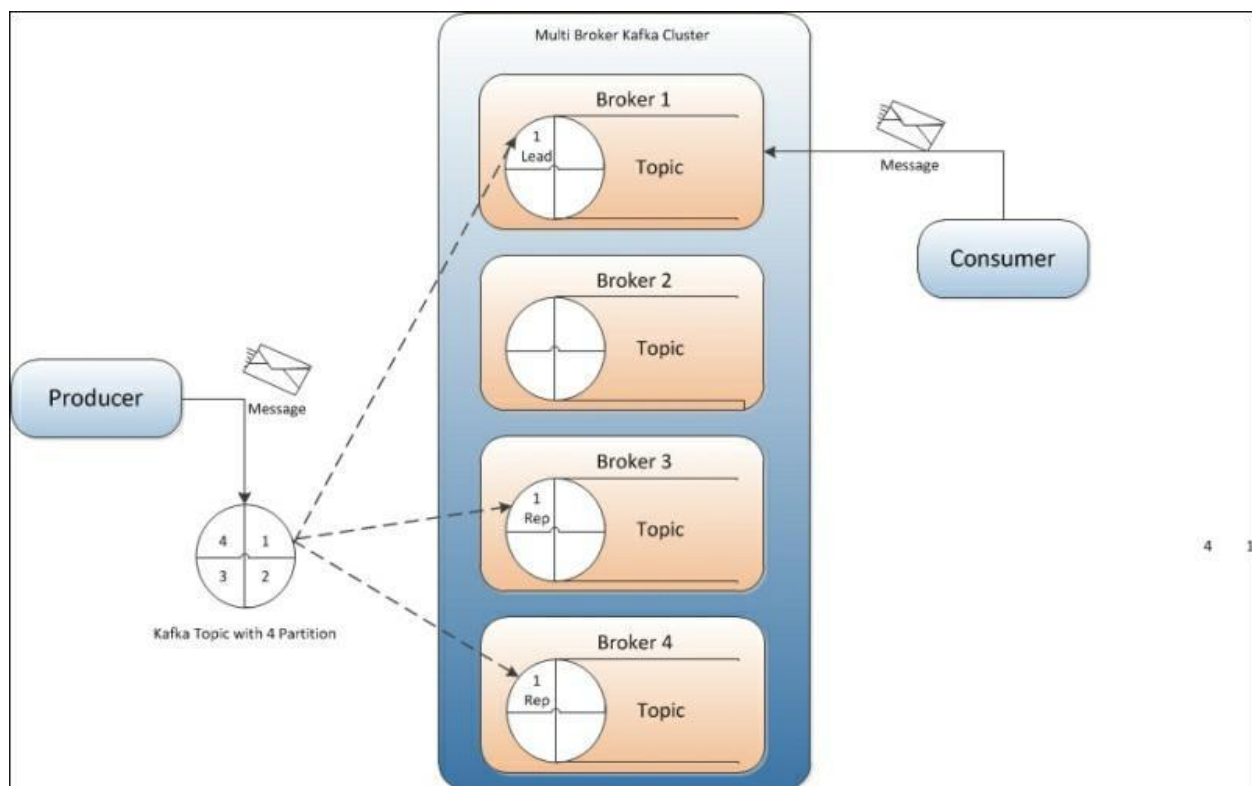 Multi Broker Kafka Cluster
Broker 1
1
Lead
Topic
Message
Consumer
Broker 2
Topic
Producer
Message
Broker 3
1
Rep
Topic
4 1
3 2
Kafka Topic with 4 Partition
4 1
Broker 4
1
Rep
Topic